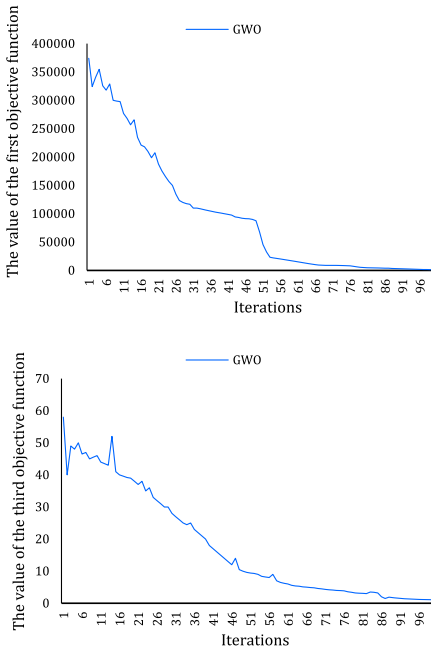 GWO
The value of the first objective function
400000
350000
300000
250000
200000
150000
100000
50000
0
1 6 11 16 21 26 31 36 41 46 51 56 61 66 71 76 81 86 91 96
Iterations
GWO
The value of the third objective function
70
60
50
40
30
20
10
0
1 6 11 16 21 26 31 36 41 46 51 56 61 66 71 76 81 86 91 96
Iterations